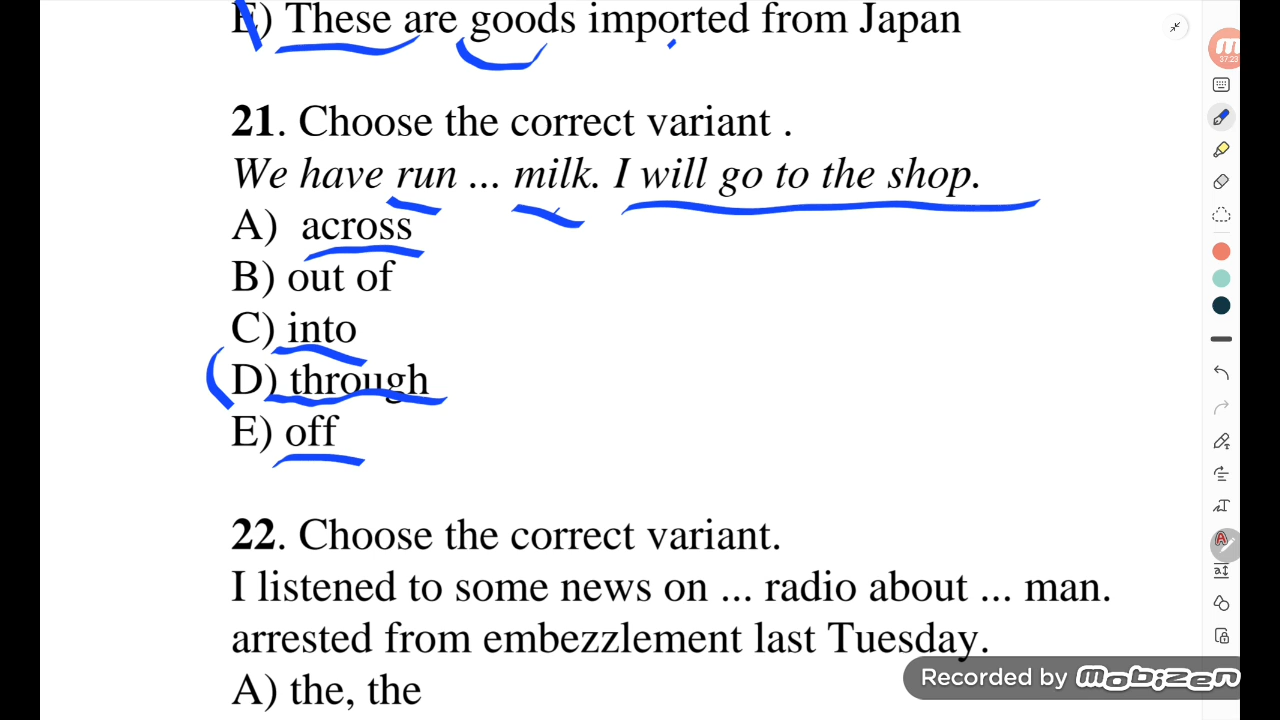 E) These are goods imported from Japan
21. Choose the correct variant .
We have run ... milk. I will go to the shop.
A) across
B) out of
C) into
D) through
E) off
22. Choose the correct variant.
I listened to some news on ... radio about ... man.
arrested from embezzlement last Tuesday.
A) the, the
Recorded by Mobizen
37:23